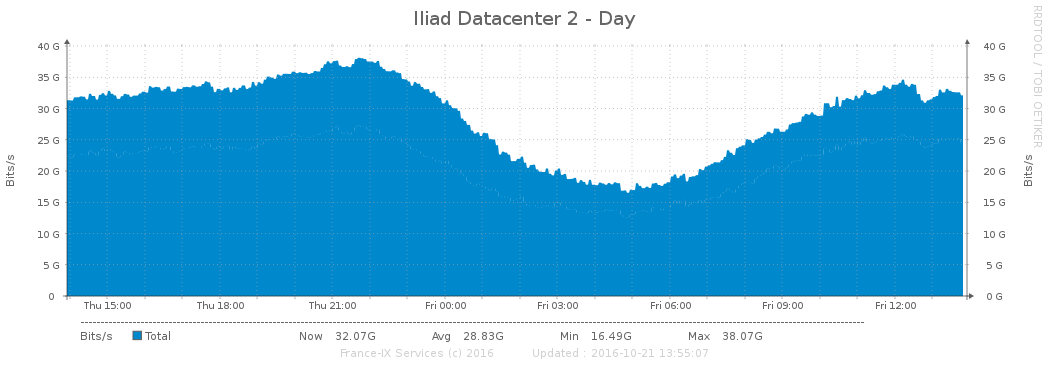 Iliad Datacenter 2 - Day
RRDTOOL / TOBI OETIKER
Bits/s
40 G
35 G
30 G
25 G
20 G
15 G
10 G
5 G
0
40 G
35 G
30 G
25 G
20 G
15 G
10 G
5 G
0 G
Bits/s
Thu 15:00 Thu 18:00 Thu 21:00 Fri 00:00 Fri 03:00 Fri 06:00 Fri 09:00 Fri 12:00
Bits/s Total Now 32.07G Avg 28.83G Min 16.49G Max 38.07G
France-IX Services (c) 2016 Updated : 2016-10-21 13:55:07